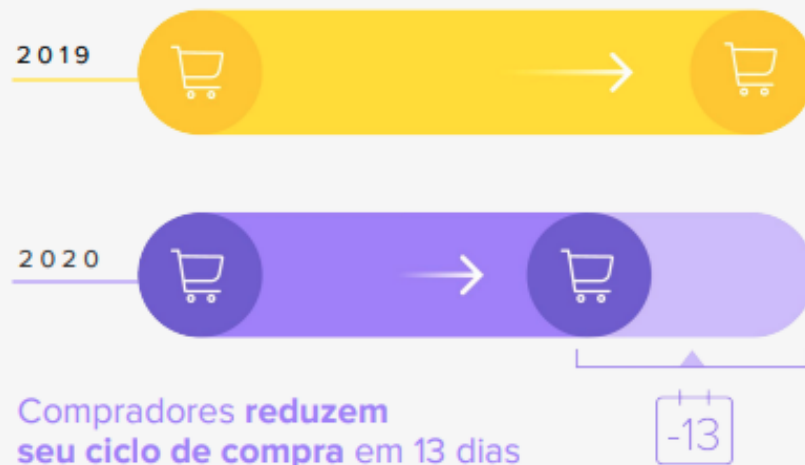 2019
2020
-13
Compradores reduzem
seu ciclo de compra em 13 dias